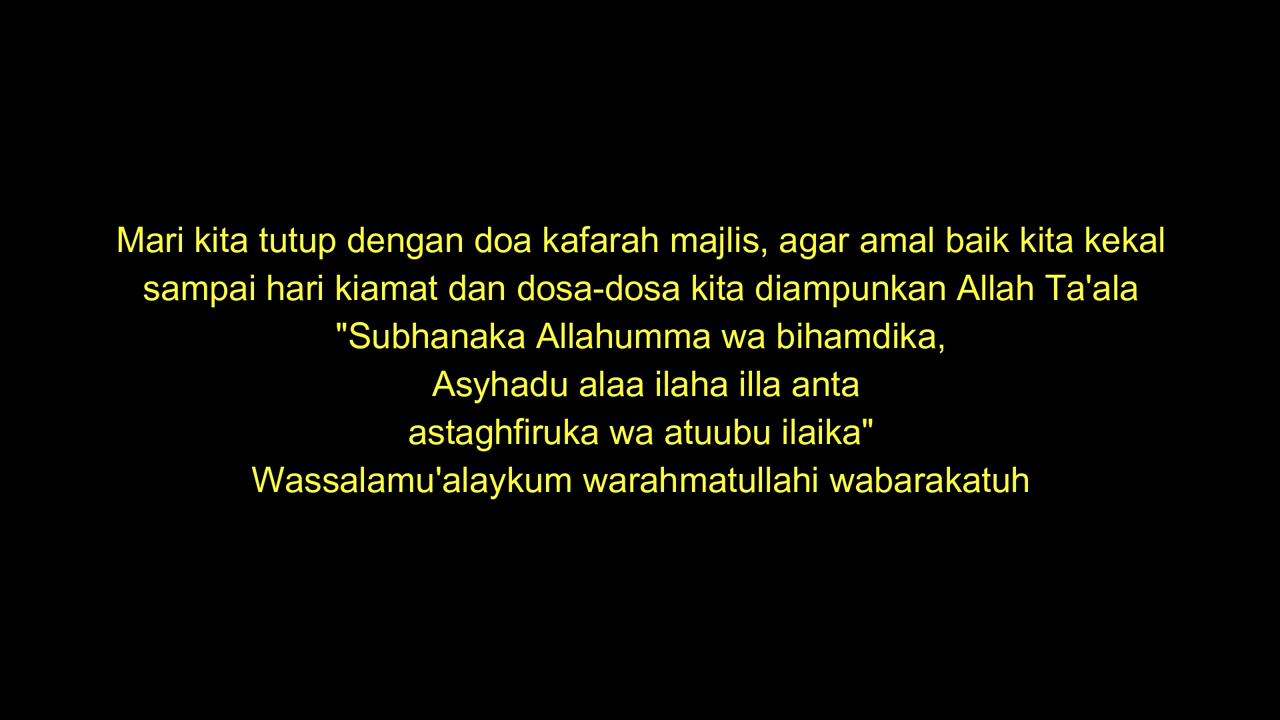 Mari kita tutup dengan doa kafarah majlis, agar amal baik kita kekal
sampai hari kiamat dan dosa-dosa kita diampunkan Allah Ta'ala
"Subhanaka Allahumma wa bihamdika,
Asyhadu alaa ilaha illa anta
astaghfiruka wa atuubu ilaika"
Wassalamu'alaykum warahmatullahi wabarakatuh